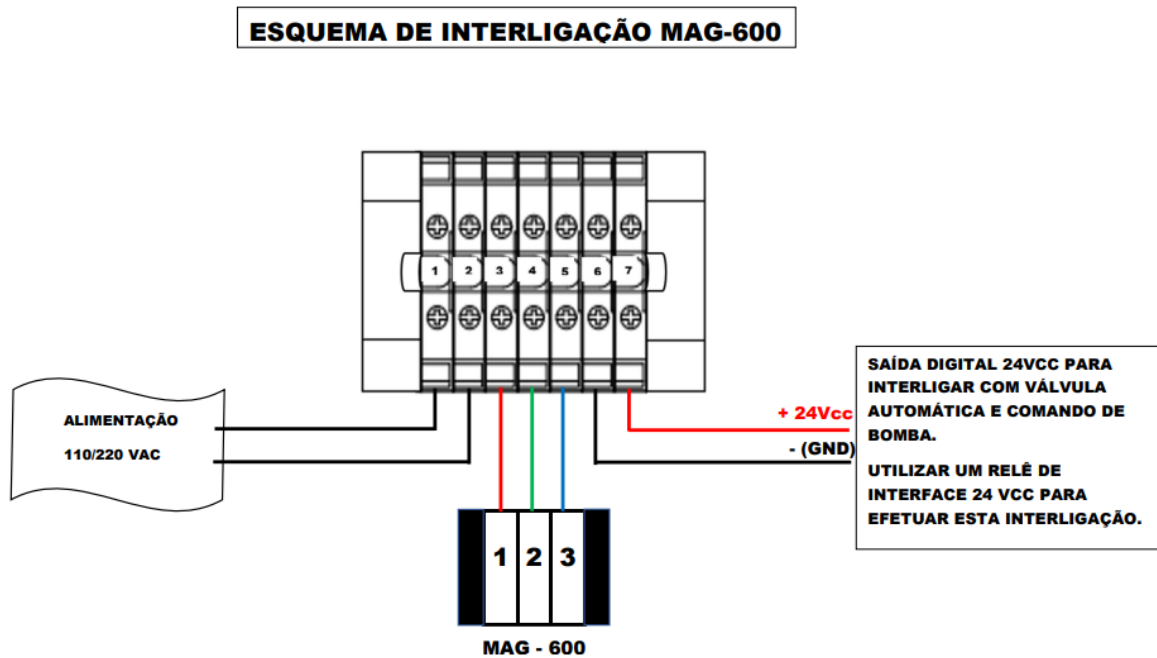 ESQUEMA DE INTERLIGAÇÃO MAG-600
1 2 3 4 5 6 7
ALIMENTAÇÃO
110/220 VAC
+ 24Vcc
- (GND)
SAÍDA DIGITAL 24VCC PARA
INTERLIGAR COM VÁLVULA
AUTOMÁTICA E COMANDO DE
BOMBA.
UTILIZAR UM RELÊ DE
INTERFACE 24 VCC PARA
EFETUAR ESTA INTERLIGAÇÃO.
1 2 3
MAG - 600